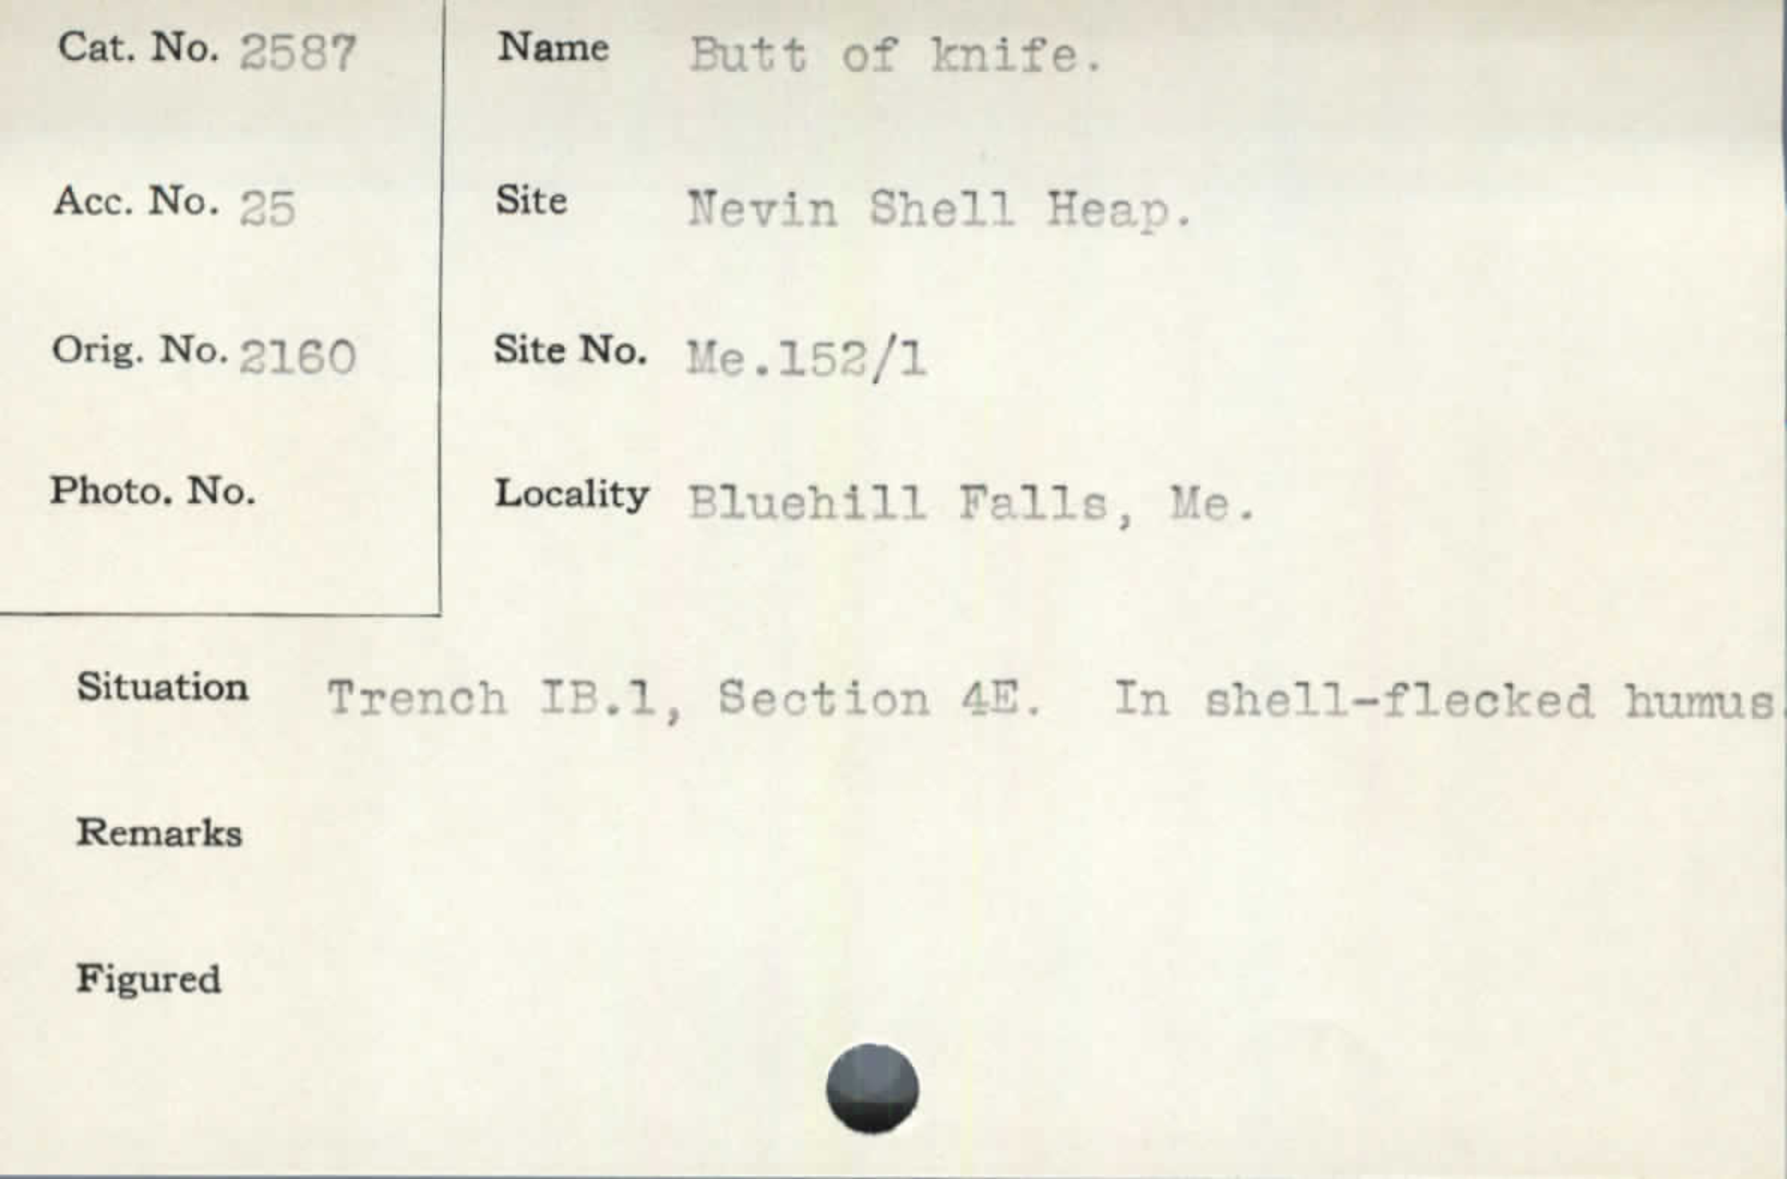 Cat. No. 2587
Acc. No. 25
Orig. No. 2160
Photo. No.
Name Butt of knife.
Site Nevin Shell Heap.
Site No. Me.152/1
Locality Bluehill Falls, Me.
Situation Trench IB.1, Section 4E. In shell-flecked humus.
Remarks
Figured